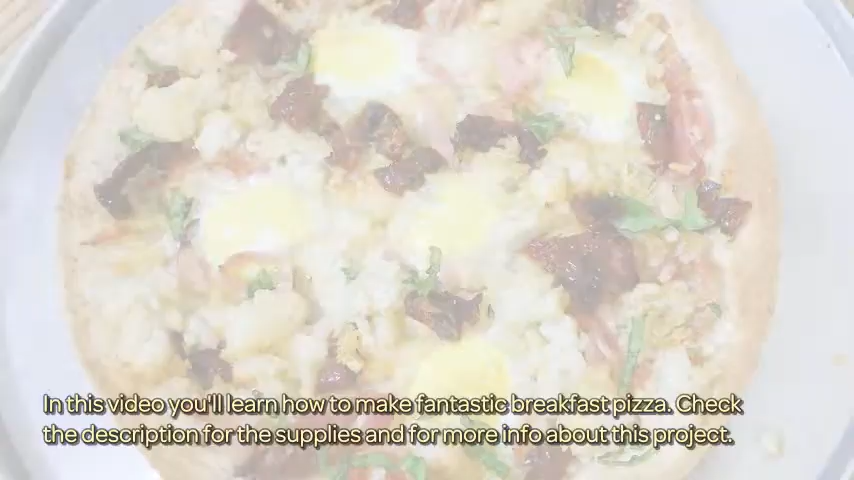 In this video you'll learn how to make fantastic breakfast pizza. Check
the description for the supplies and for more info about this project.